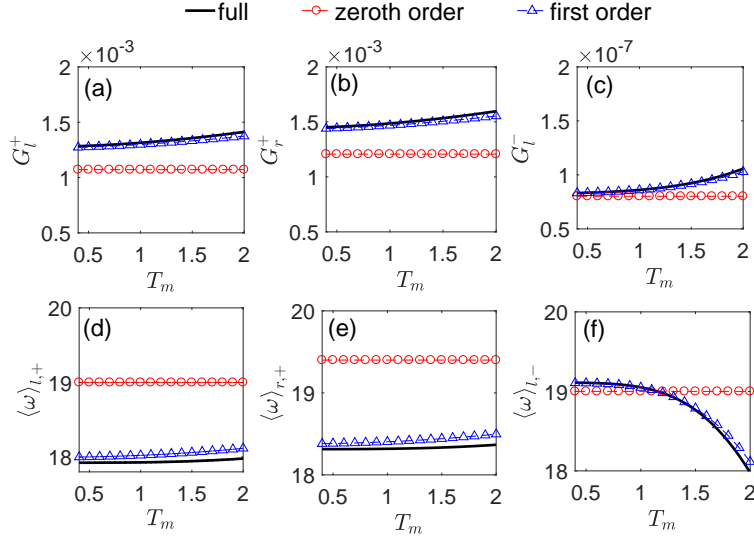 full zeroth order first order
×10⁻³ ×10⁻³ ×10⁻⁷
(a) (b) (c)
2 2 2
1.5 1.5 1.5
1 1 1
0.5 0.5 0.5
G_l^+ G_r^+ G_l^-
0.5 1 1.5 2 0.5 1 1.5 2 0.5 1 1.5 2
T_m T_m T_m
(d) (e) (f)
20 20 20
19 19
19
18 18 18
⟨ω⟩_{l,+} ⟨ω⟩_{r,+} ⟨ω⟩_{l,-}
0.5 1 1.5 2 0.5 1 1.5 2 0.5 1 1.5 2
T_m T_m T_m